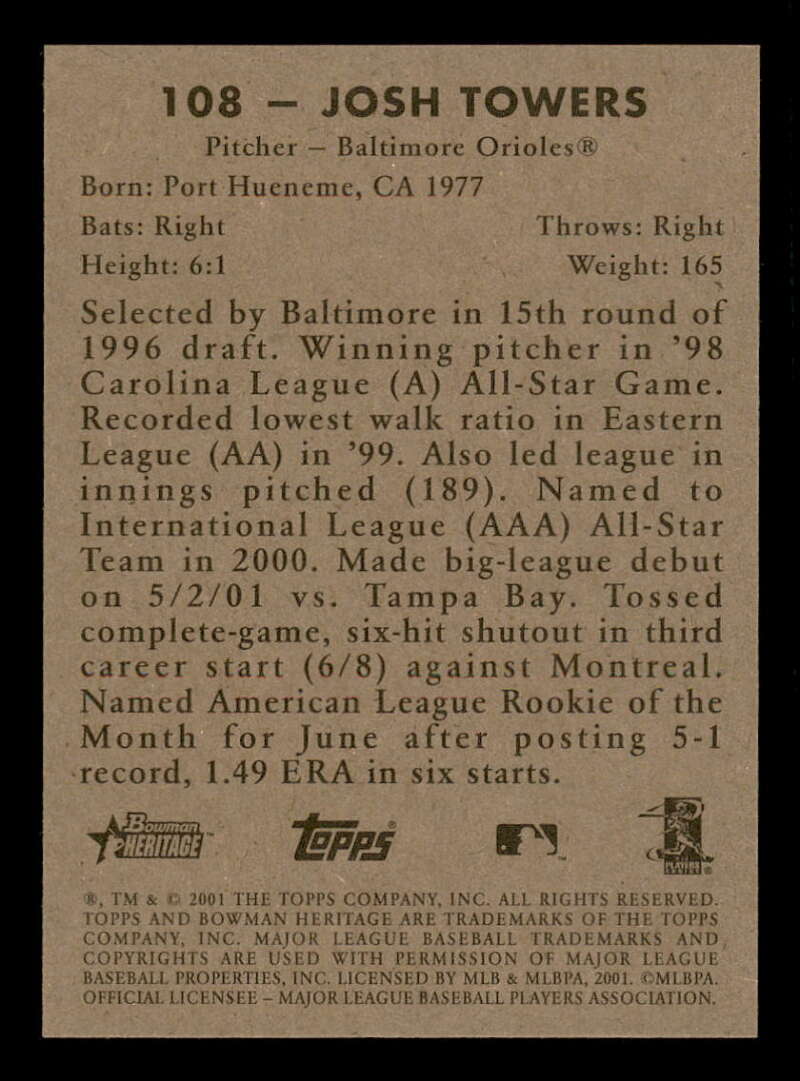 108 – JOSH TOWERS
Pitcher – Baltimore Orioles®
Born: Port Hueneme, CA 1977
Bats: Right Throws: Right
Height: 6:1 Weight: 165
Selected by Baltimore in 15th round of
1996 draft. Winning pitcher in ’98
Carolina League (A) All-Star Game.
Recorded lowest walk ratio in Eastern
League (AA) in ’99. Also led league in
innings pitched (189). Named to
International League (AAA) All-Star
Team in 2000. Made big-league debut
on 5/2/01 vs. Tampa Bay. Tossed
complete-game, six-hit shutout in third
career start (6/8) against Montreal.
Named American League Rookie of the
Month for June after posting 5-1
record, 1.49 ERA in six starts.
Bowman HERITAGE™ TOPPS®
®, TM & © 2001 THE TOPPS COMPANY, INC. ALL RIGHTS RESERVED.
TOPPS AND BOWMAN HERITAGE ARE TRADEMARKS OF THE TOPPS
COMPANY, INC. MAJOR LEAGUE BASEBALL TRADEMARKS AND
COPYRIGHTS ARE USED WITH PERMISSION OF MAJOR LEAGUE
BASEBALL PROPERTIES, INC. LICENSED BY MLB & MLBPA, 2001. ©MLBPA.
OFFICIAL LICENSEE – MAJOR LEAGUE BASEBALL PLAYERS ASSOCIATION.